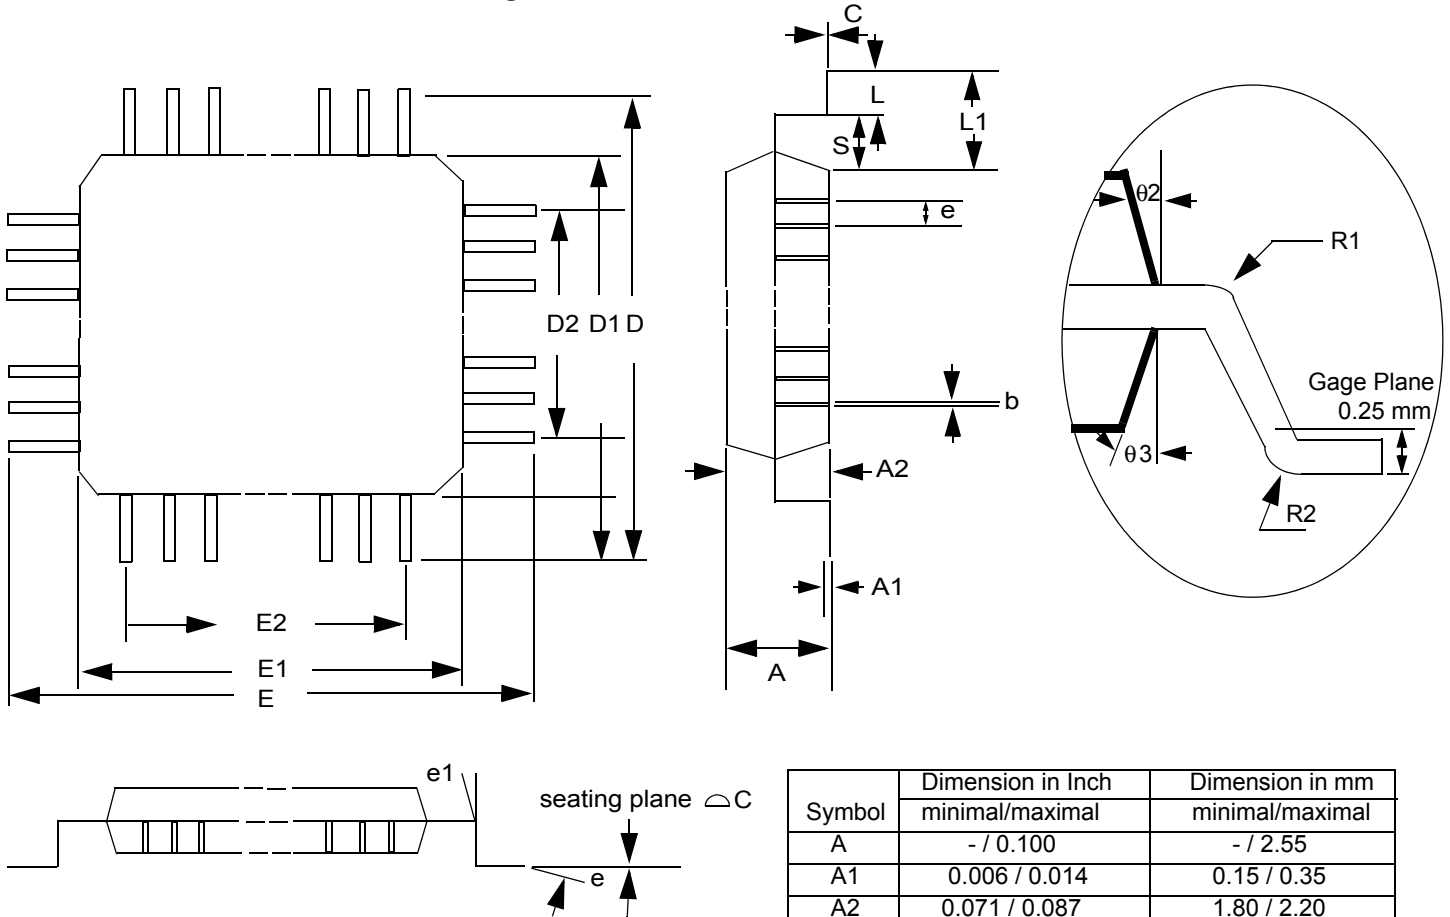 C
L
L1
S
e
D2 D1 D
b
A2
A1
A
E2
E1
E
θ2
R1
Gage Plane
0.25 mm
θ3
R2
e1
seating plane ⌓C
e
Symbol
Dimension in Inch
Dimension in mm
minimal/maximal
minimal/maximal
A - / 0.100 - / 2.55
A1 0.006 / 0.014 0.15 / 0.35
A2 0.071 / 0.087 1.80 / 2.20